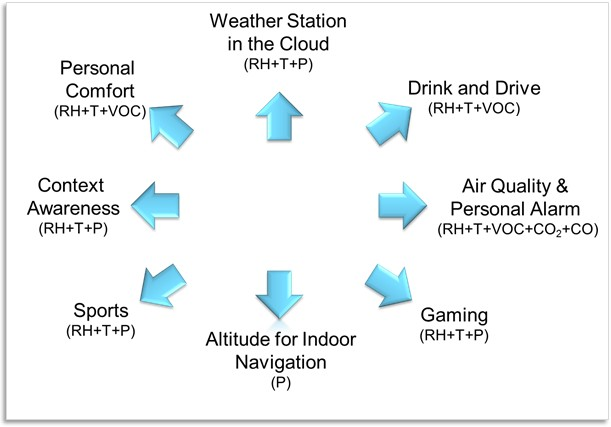 Weather Station
in the Cloud
(RH+T+P)
Personal
Comfort
(RH+T+VOC)
Drink and Drive
(RH+T+VOC)
Context
Awareness
(RH+T+P)
Air Quality &
Personal Alarm
(RH+T+VOC+CO₂+CO)
Sports
(RH+T+P)
Gaming
(RH+T+P)
Altitude for Indoor
Navigation
(P)